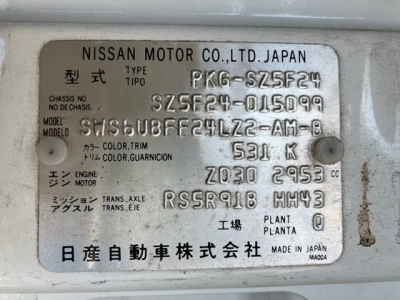 NISSAN MOTOR CO., LTD. JAPAN
型式 TYPE TIPO PKG-SZ5F24
CHASSIS NO NO DE CHASIS SZ5F24-015099
MODEL MODELO SWS6UBFF24LZ2-AM-B
カラー COLOR, TRIM トリム COLOR, GUARNICION 531 K
エンジン ENGINE MOTOR ZD30 2953 CC
ミッション TRANS., AXLE アクスル TRANS., EJE RS5R91B HH43
工場 PLANT PLANTA Q
日産自動車株式会社 MADE IN JAPAN
MA00A